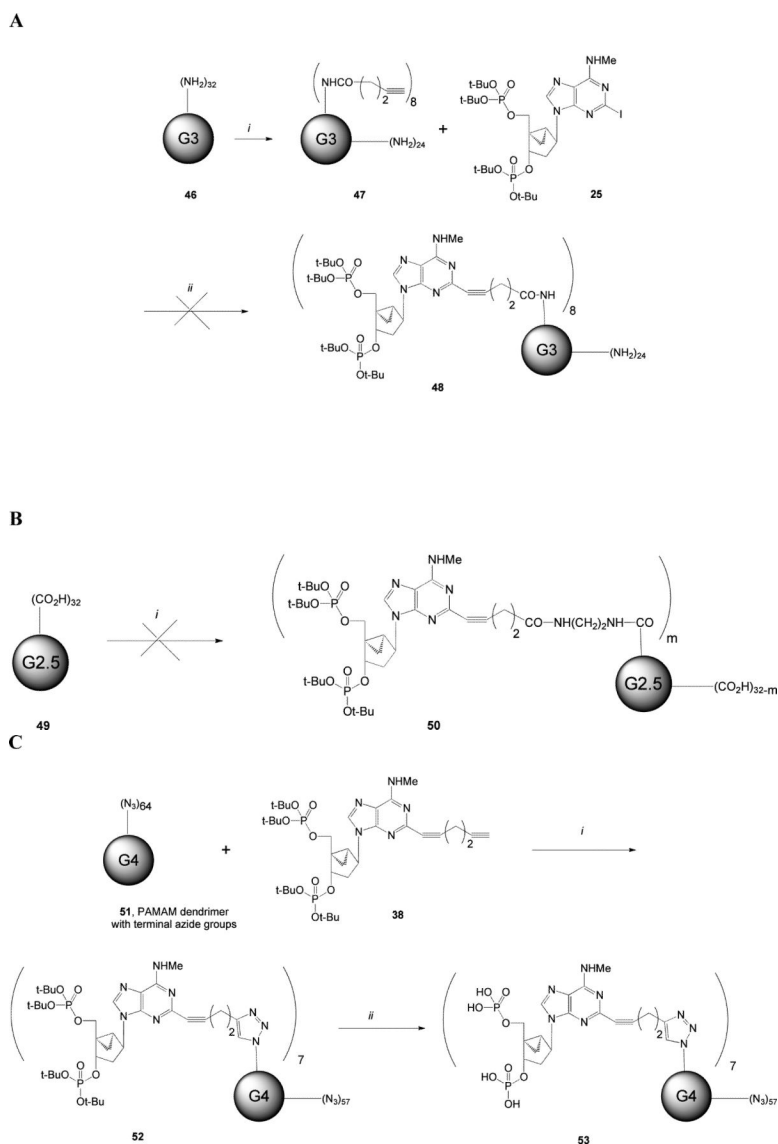 A
(NH2)32
G3
46
i
(NHCO 2)8
G3
(NH2)24
47
+
NHMe
t-BuO O
t-BuO P
O
N N
N N I
O
O P O
t-BuO Ot-Bu
25
ii
NHMe
t-BuO O
t-BuO P
O
N N
N N
2 CO-NH
8
O
O P O
t-BuO Ot-Bu
G3
(NH2)24
48
B
(CO2H)32
G2.5
49
i
NHMe
t-BuO O
t-BuO P
O
N N
N N
2 CO—NH(CH2)2NH—CO
m
O
O P O
t-BuO Ot-Bu
G2.5
(CO2H)32-m
50
C
(N3)64
G4
51, PAMAM dendrimer
with terminal azide groups
+
NHMe
t-BuO O
t-BuO P
O
N N
N N
2
O
O P O
t-BuO Ot-Bu
38
i
NHMe
t-BuO O
t-BuO P
O
N N
N N
2 N N N
7
O
O P O
t-BuO Ot-Bu
G4
(N3)57
52
ii
NHMe
HO O
HO P
O
N N
N N
2 N N N
7
O
HO P O
OH
G4
(N3)57
53